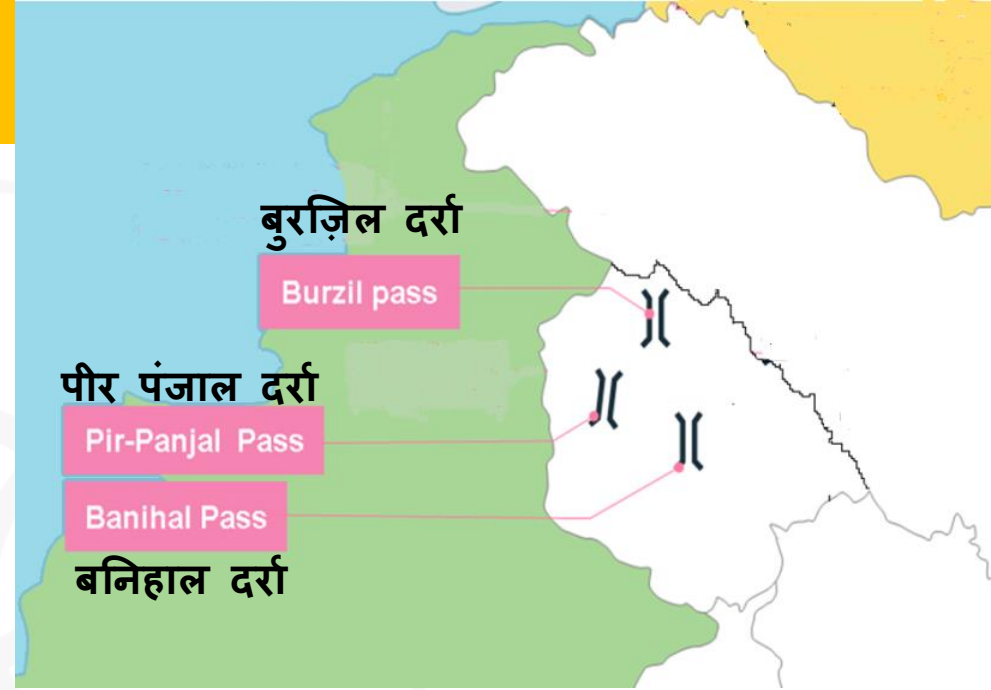 बुरज़िल दर्रा
Burzil pass
पीर पंजाल दर्रा
Pir-Panjal Pass
Banihal Pass
बनिहाल दर्रा